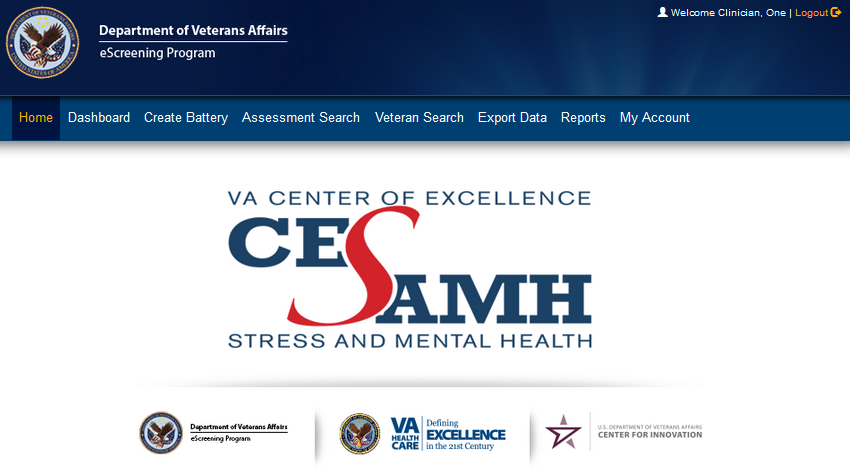 Department of Veterans Affairs
eScreening Program
Welcome Clinician, One | Logout
Home Dashboard Create Battery Assessment Search Veteran Search Export Data Reports My Account
VA CENTER OF EXCELLENCE
CESAMH
STRESS AND MENTAL HEALTH
Department of Veterans Affairs
eScreening Program
VA
HEALTH
CARE
Defining
EXCELLENCE
in the 21st Century
U.S. DEPARTMENT OF VETERANS AFFAIRS
CENTER FOR INNOVATION